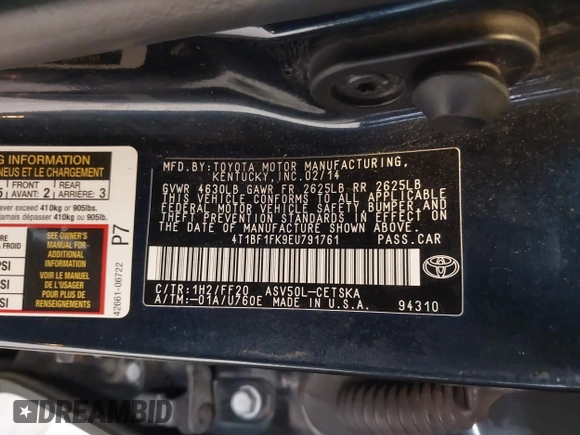 G INFORMATION
NEUS ET LE CHARGEMENT
FRONT
AVANT: 2
REAR
ARRIÈRE: 3
exceed 410kg or 905lbs.
jamais dépasser 410kg ou 905lb.
SEE OWNER'S
MANUAL FOR
ADDITIONAL
INFORMATION
VOIR LE MANUEL
DE L'USAGER
POUR PLUS DE
RENSEIGNEMENTS
PSI
PSI
P7
42661-06722
MFD.BY:TOYOTA MOTOR MANUFACTURING,
KENTUCKY,INC.02/14
GVWR 4630LB GAWR FR 2625LB RR 2625LB
THIS VEHICLE CONFORMS TO ALL APPLICABLE
FEDERAL MOTOR VEHICLE SAFETY BUMPER,AND
THEFT PREVENTION STANDARDS IN EFFECT ON
THE DATE OF MANUFACTURE SHOWN ABOVE.
4T1BF1FK9EU791761 PASS.CAR
C/TR:1H2/FF20 ASV50L-CETSKA
A/TM:-01A/U760E MADE IN U.S.A.
94310
TOYOTA
DREAMBID